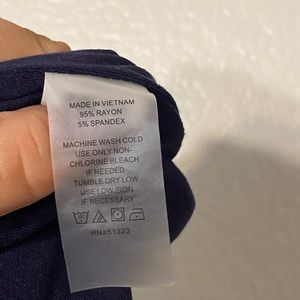 MADE IN VIETNAM
95% RAYON
5% SPANDEX
MACHINE WASH COLD
USE ONLY NON-
CHLORINE BLEACH
IF NEEDED
TUMBLE DRY LOW
USE LOW IRON
IF NECESSARY
RN#51323